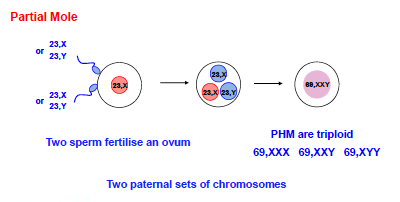 Partial Mole
or 23,X
23,Y
or 23,X
23,Y
23,X
23,X
23,X 23,Y
69,XXY
Two sperm fertilise an ovum
PHM are triploid
69,XXX 69,XXY 69,XYY
Two paternal sets of chromosomes